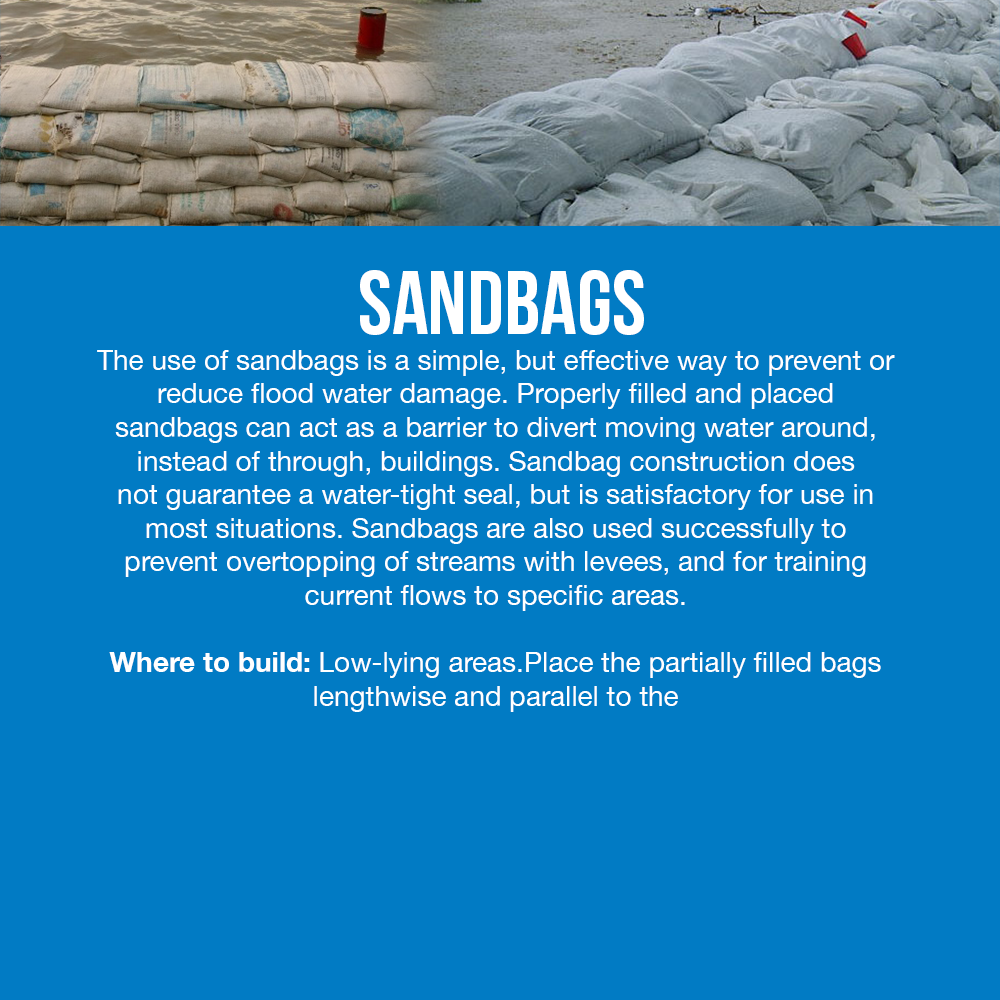 SANDBAGS
The use of sandbags is a simple, but effective way to prevent or
reduce flood water damage. Properly filled and placed
sandbags can act as a barrier to divert moving water around,
instead of through, buildings. Sandbag construction does
not guarantee a water-tight seal, but is satisfactory for use in
most situations. Sandbags are also used successfully to
prevent overtopping of streams with levees, and for training
current flows to specific areas.
Where to build: Low-lying areas.Place the partially filled bags
lengthwise and parallel to the